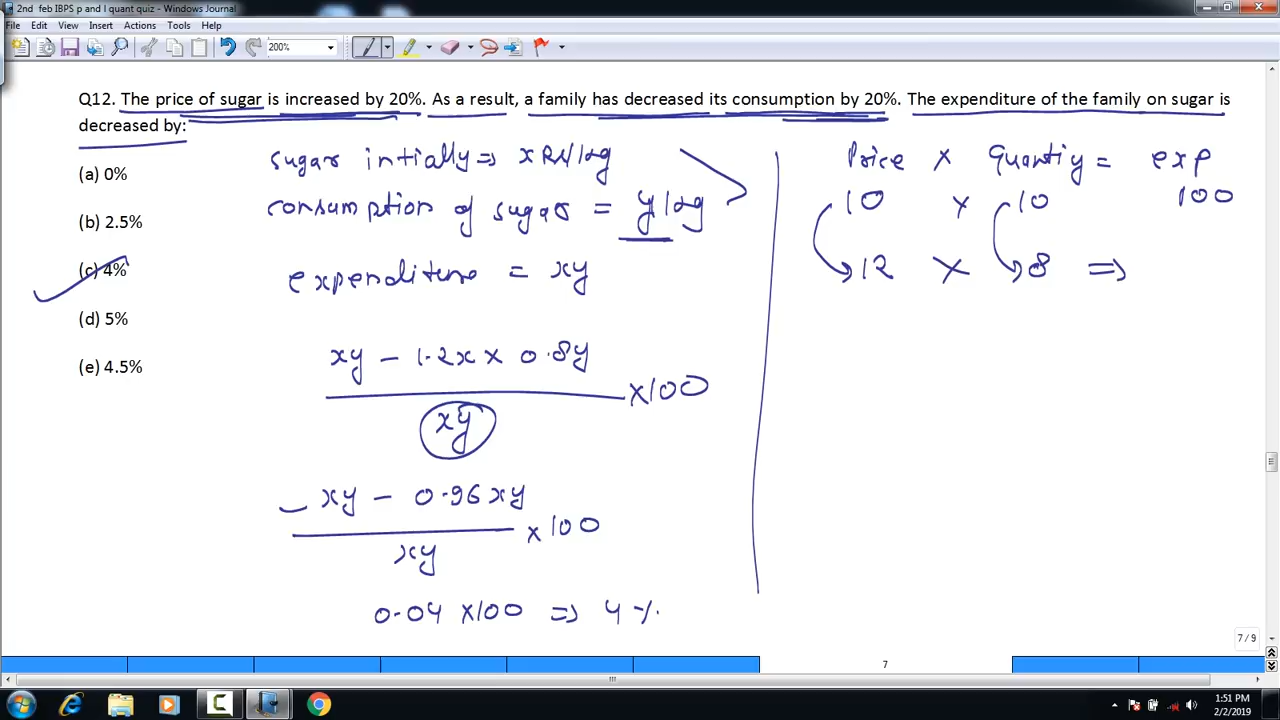 2nd feb IBPS p and I quant quiz - Windows Journal
File Edit View Insert Actions Tools Help
200%
Q12. The price of sugar is increased by 20%. As a result, a family has decreased its consumption by 20%. The expenditure of the family on sugar is
decreased by:
(a) 0%
(b) 2.5%
(c) 4%
(d) 5%
(e) 4.5%
sugar intially ⇒ x RS/kg
consumption of sugar = y kg
expenditure = xy
xy - 1.2x × 0.8y
xy
×100
xy - 0.96xy
xy
×100
0.04 ×100 ⇒ 4%
Price × Quantiy = exp
10 × 10 100
12 × 8 ⇒
7 / 9
7
1:51 PM
2/2/2019